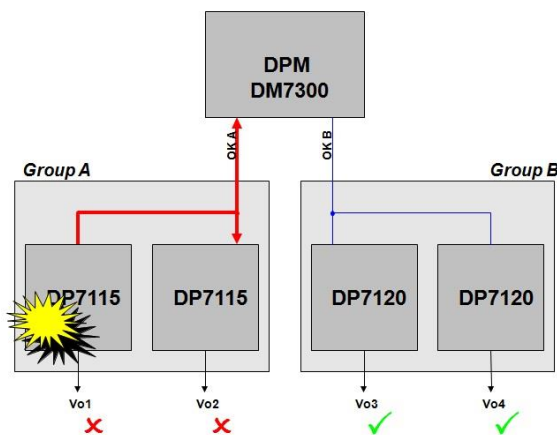 DPM
DM7300
OK A
OK B
Group A
Group B
DP7115
DP7115
DP7120
DP7120
Vo1
Vo2
Vo3
Vo4